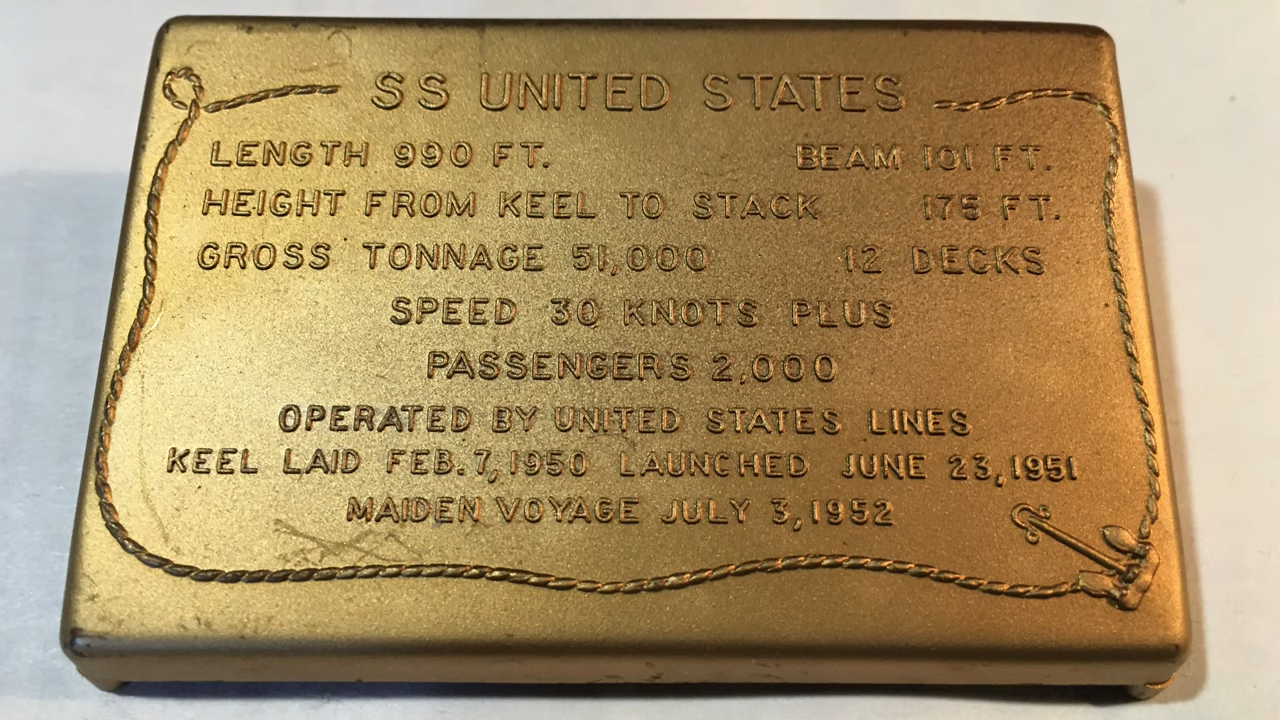 SS UNITED STATES
LENGTH 990 FT. BEAM 101 FT.
HEIGHT FROM KEEL TO STACK 175 FT.
GROSS TONNAGE 51,000 12 DECKS
SPEED 30 KNOTS PLUS
PASSENGERS 2,000
OPERATED BY UNITED STATES LINES
KEEL LAID FEB. 7, 1950 LAUNCHED JUNE 23, 1951
MAIDEN VOYAGE JULY 3, 1952